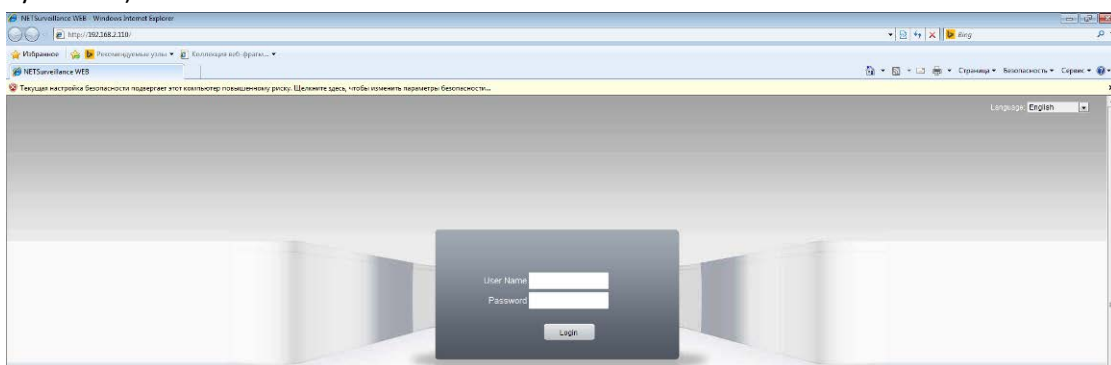 NETSurveillance WEB - Windows Internet Explorer
http://192.168.2.110/
Bing
Избранное
Рекомендуемые узлы
Коллекция веб-фрагм...
NETSurveillance WEB
Страница
Безопасность
Сервис
Текущая настройка безопасности подвергает этот компьютер повышенному риску. Щелкните здесь, чтобы изменить параметры безопасности...
Language: English
User Name
Password
Login